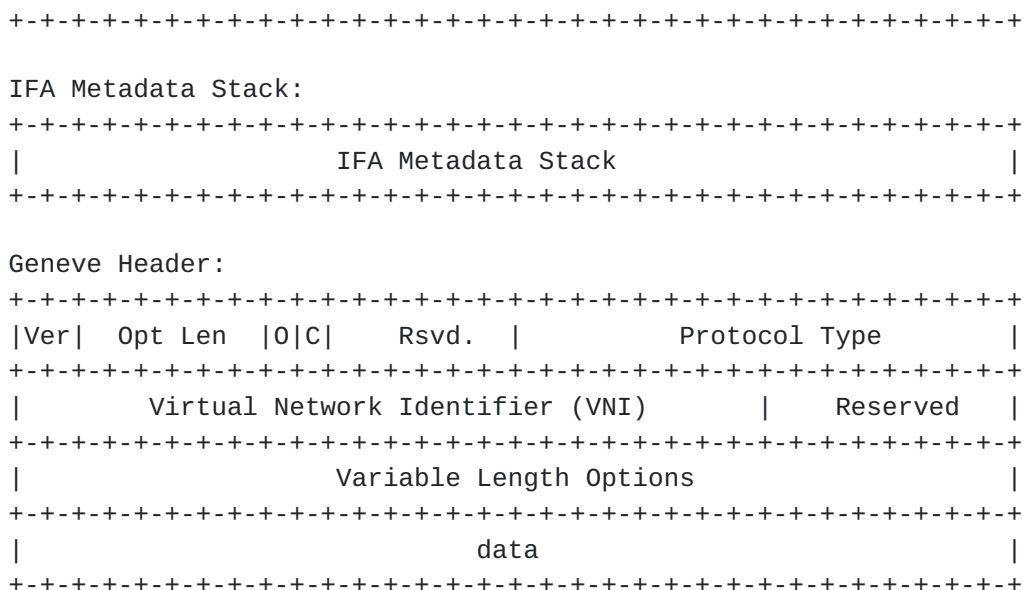 +-+-+-+-+-+-+-+-+-+-+-+-+-+-+-+-+-+-+-+-+-+-+-+-+-+-+-+-+-+-+-+-+
IFA Metadata Stack:
+-+-+-+-+-+-+-+-+-+-+-+-+-+-+-+-+-+-+-+-+-+-+-+-+-+-+-+-+-+-+-+-+
|                    IFA Metadata Stack                         |
+-+-+-+-+-+-+-+-+-+-+-+-+-+-+-+-+-+-+-+-+-+-+-+-+-+-+-+-+-+-+-+-+
Geneve Header:
+-+-+-+-+-+-+-+-+-+-+-+-+-+-+-+-+-+-+-+-+-+-+-+-+-+-+-+-+-+-+-+-+
|Ver|  Opt Len  |O|C|    Rsvd.  |          Protocol Type        |
+-+-+-+-+-+-+-+-+-+-+-+-+-+-+-+-+-+-+-+-+-+-+-+-+-+-+-+-+-+-+-+-+
|        Virtual Network Identifier (VNI)       |    Reserved   |
+-+-+-+-+-+-+-+-+-+-+-+-+-+-+-+-+-+-+-+-+-+-+-+-+-+-+-+-+-+-+-+-+
|                    Variable Length Options                    |
+-+-+-+-+-+-+-+-+-+-+-+-+-+-+-+-+-+-+-+-+-+-+-+-+-+-+-+-+-+-+-+-+
|                             data                              |
+-+-+-+-+-+-+-+-+-+-+-+-+-+-+-+-+-+-+-+-+-+-+-+-+-+-+-+-+-+-+-+-+